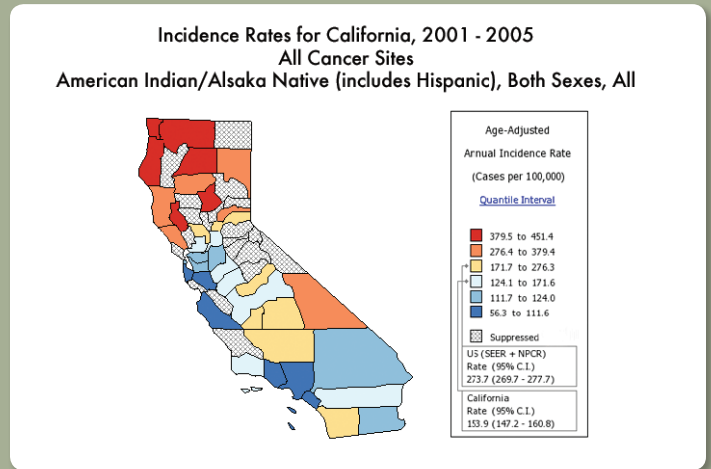 Incidence Rates for California, 2001 - 2005
All Cancer Sites
American Indian/Alsaka Native (includes Hispanic), Both Sexes, All
Age-Adjusted
Annual Incidence Rate
(Cases per 100,000)
Quantile Interval
379.5 to 451.4
276.4 to 379.4
171.7 to 276.3
124.1 to 171.6
111.7 to 124.0
56.3 to 111.6
Suppressed
US (SEER + NPCR)
Rate (95% C.I.)
273.7 (269.7 - 277.7)
California
Rate (95% C.I.)
153.9 (147.2 - 160.8)